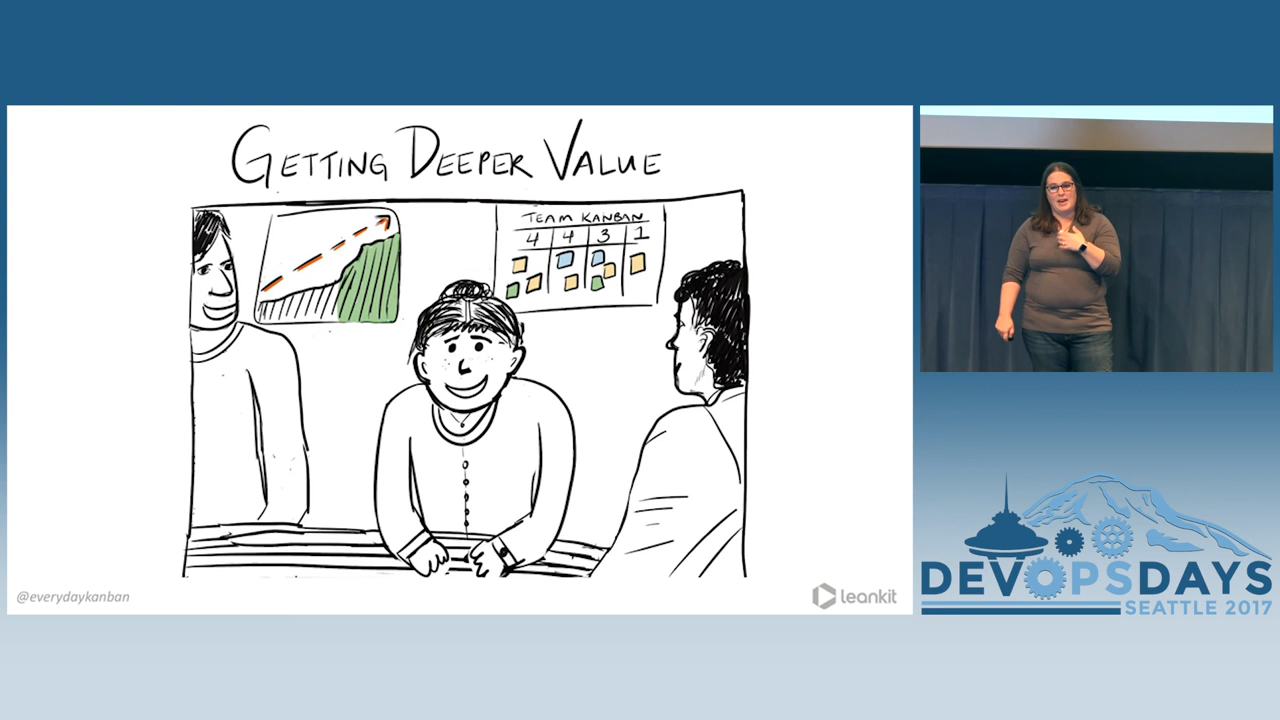 GETTING DEEPER VALUE
TEAM KANBAN
4 4 3 1
@everydaykanban
leankit
DEVOPSDAYS
SEATTLE 2017